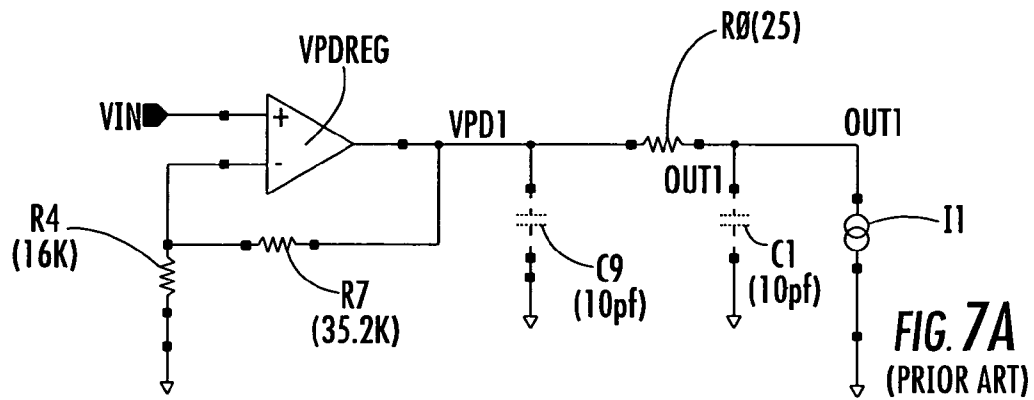 VPDREG
RØ(25)
VIN
+
-
VPD1
OUT1
OUT1
R4
(16K)
R7
(35.2K)
C9
(10pf)
C1
(10pf)
I1
FIG. 7A
(PRIOR ART)